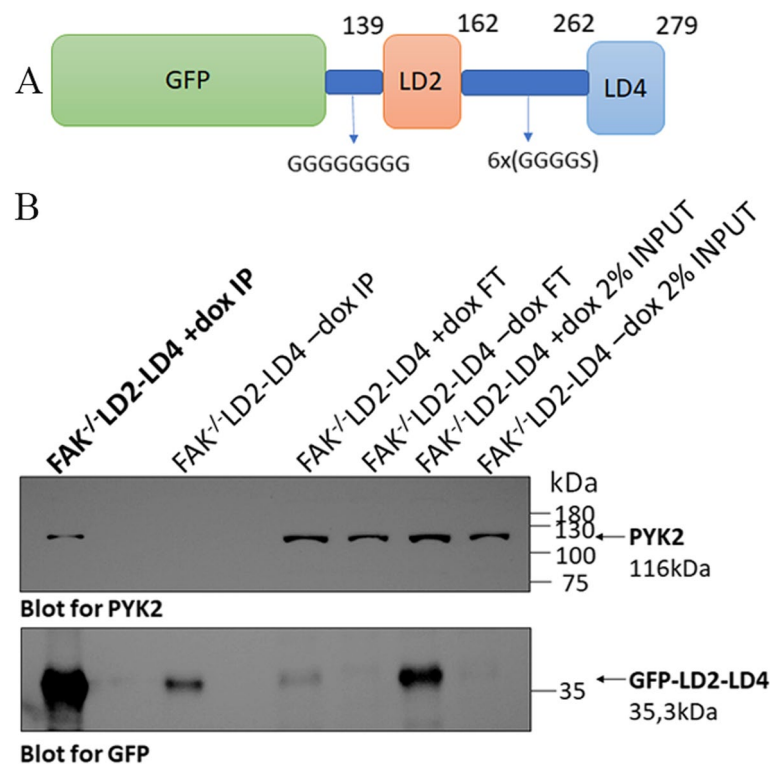 A
GFP
139
LD2
162
262
LD4
279
GGGGGGGG
6x(GGGGS)
B
FAK-/-LD2-LD4 +dox IP
FAK-/-LD2-LD4 –dox IP
FAK-/-LD2-LD4 +dox FT
FAK-/-LD2-LD4 –dox FT
FAK-/-LD2-LD4 +dox 2% INPUT
FAK-/-LD2-LD4 –dox 2% INPUT
kDa
180
130
100
75
PYK2
116kDa
Blot for PYK2
35
GFP-LD2-LD4
35,3kDa
Blot for GFP